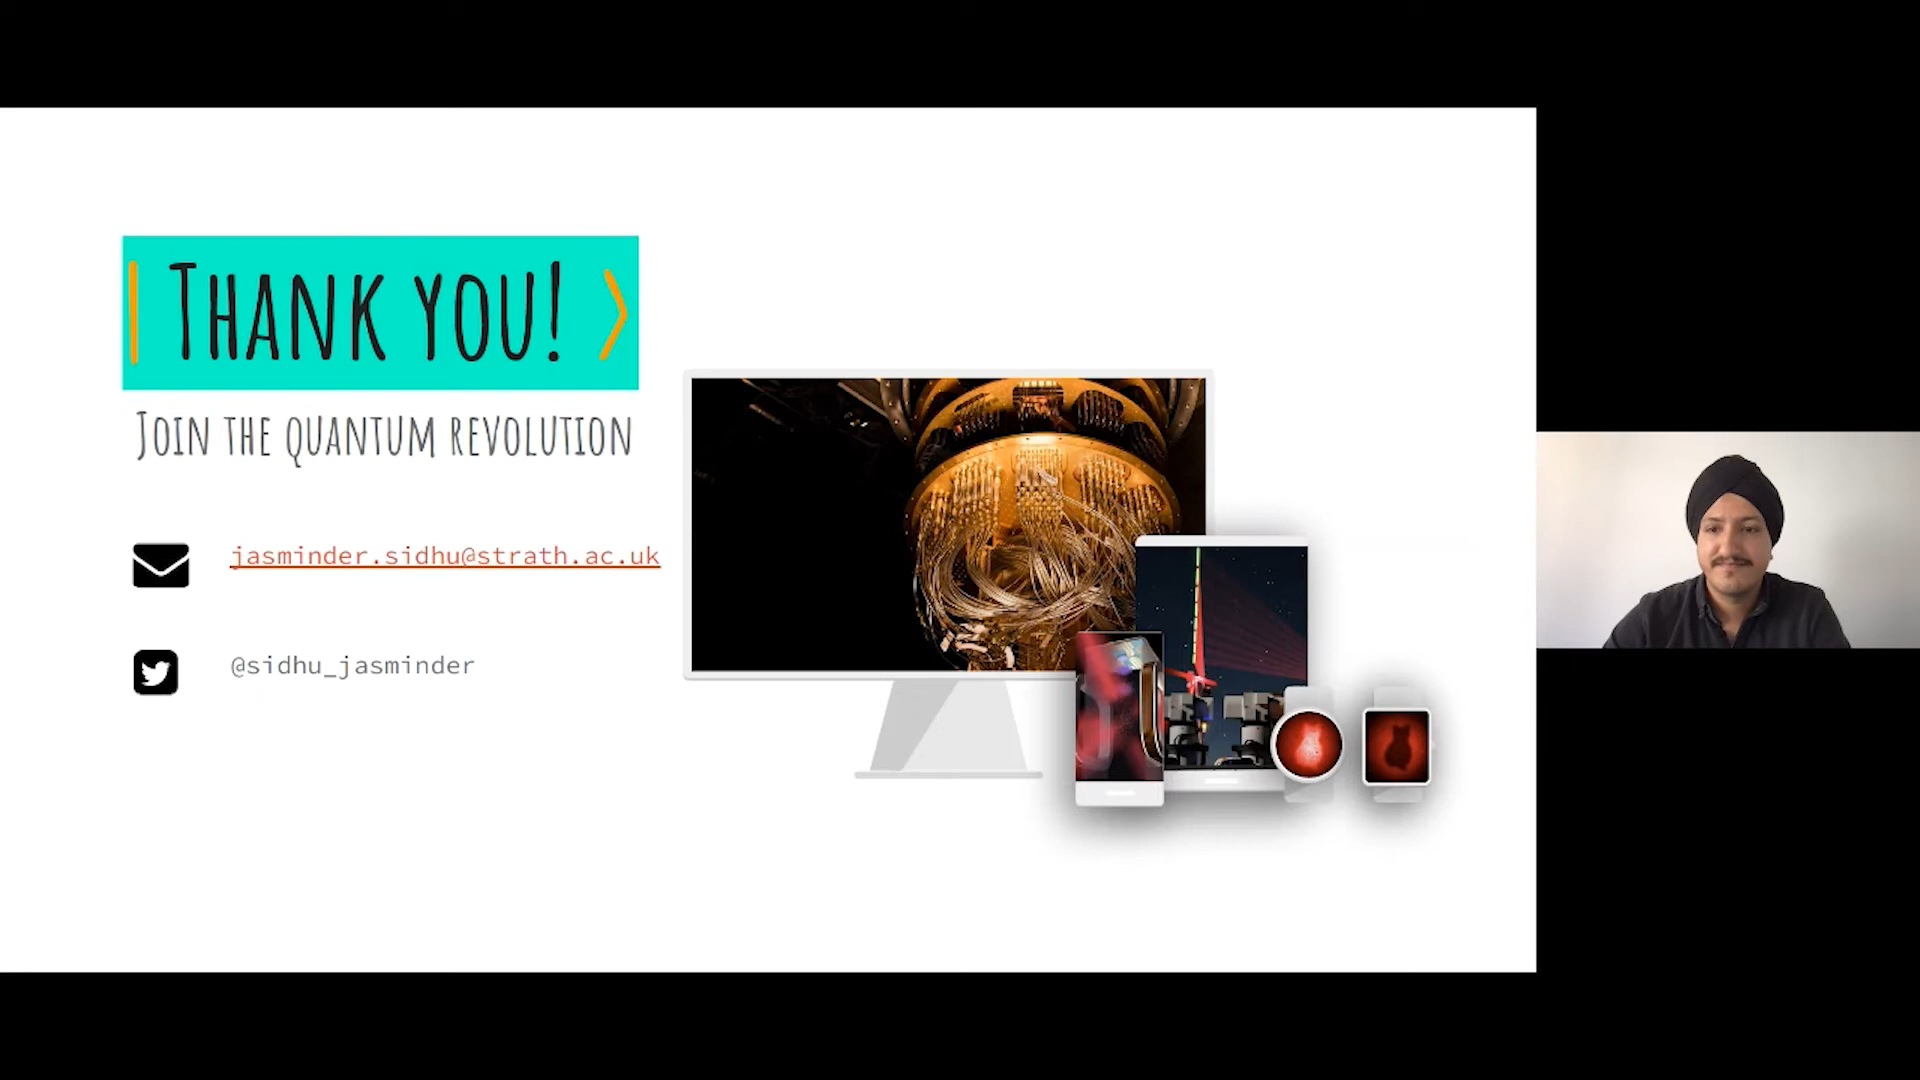 | THANK YOU! 〉
JOIN THE QUANTUM REVOLUTION
jasminder.sidhu@strath.ac.uk
@sidhu_jasminder